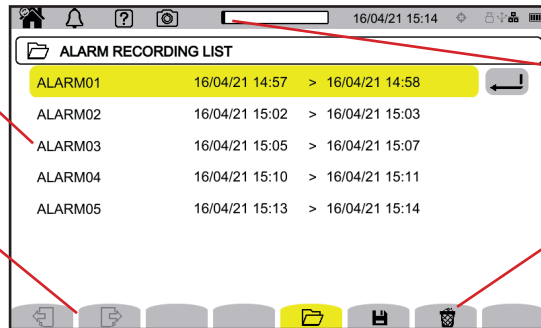 16/04/21 15:14
ALARM RECORDING LIST
ALARM01 16/04/21 14:57 > 16/04/21 14:58
ALARM02 16/04/21 15:02 > 16/04/21 15:03
ALARM03 16/04/21 15:05 > 16/04/21 15:07
ALARM04 16/04/21 15:10 > 16/04/21 15:11
ALARM05 16/04/21 15:13 > 16/04/21 15:14